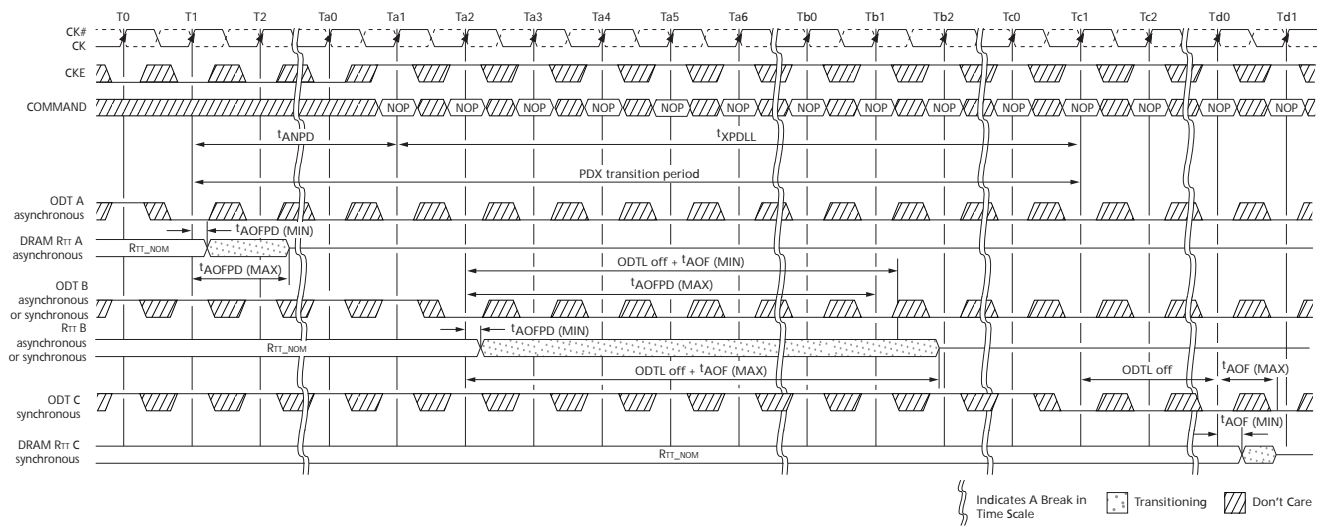 T0 T1 T2 Ta0 Ta1 Ta2 Ta3 Ta4 Ta5 Ta6 Tb0 Tb1 Tb2 Tc0 Tc1 Tc2 Td0 Td1
CK#
CK
CKE
COMMAND
NOP NOP NOP NOP NOP NOP NOP NOP NOP NOP NOP NOP NOP NOP
tANPD
tXPDLL
PDX transition period
ODT A
asynchronous
tAOFPD (MIN)
DRAM RTT A
asynchronous
RTT_NOM
ODTL off + tAOF (MIN)
tAOFPD (MAX)
tAOFPD (MAX)
ODT B
asynchronous
or synchronous
tAOFPD (MIN)
RTT B
asynchronous
or synchronous
RTT_NOM
ODTL off + tAOF (MAX)
ODTL off
tAOF (MAX)
ODT C
synchronous
tAOF (MIN)
DRAM RTT C
synchronous
RTT_NOM
Indicates A Break in
Time Scale
Transitioning
Don't Care